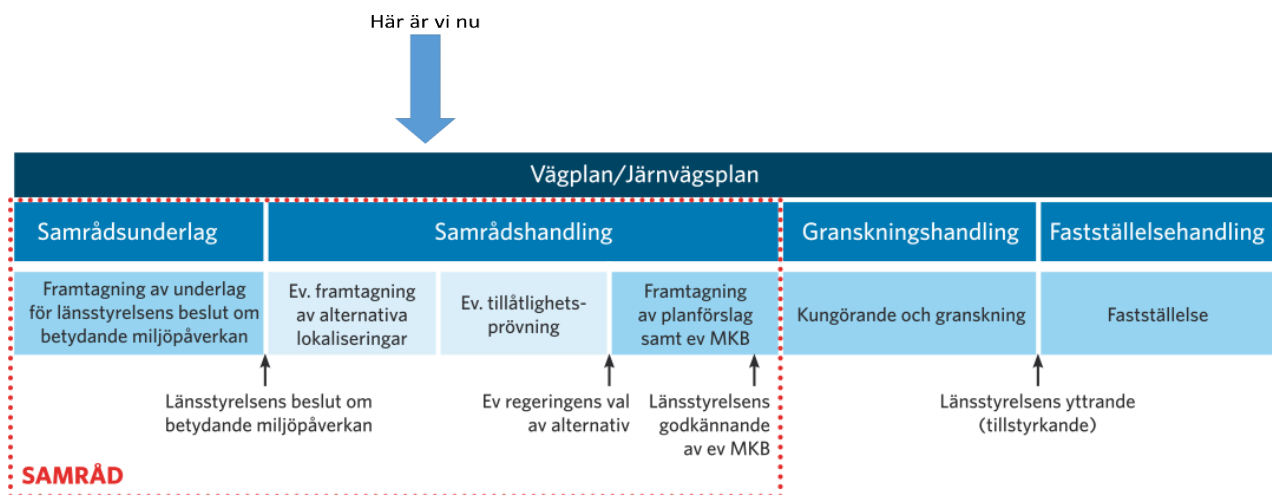 Här är vi nu
Vägplan/Järnvägsplan
Samrådsunderlag
Samrådshandling
Granskningshandling
Fastställelsehandling
Framtagning av underlag
för länsstyrelsens beslut om
betydande miljöpåverkan
Ev. framtagning
av alternativa
lokaliseringar
Ev. tillåtlighets-
prövning
Framtagning
av planförslag
samt ev MKB
Kungörande och granskning
Fastställelse
Länsstyrelsens beslut om
betydande miljöpåverkan
Ev regeringens val
av alternativ
Länsstyrelsens
godkännande
av ev MKB
Länsstyrelsens yttrande
(tillstyrkande)
SAMRÅD